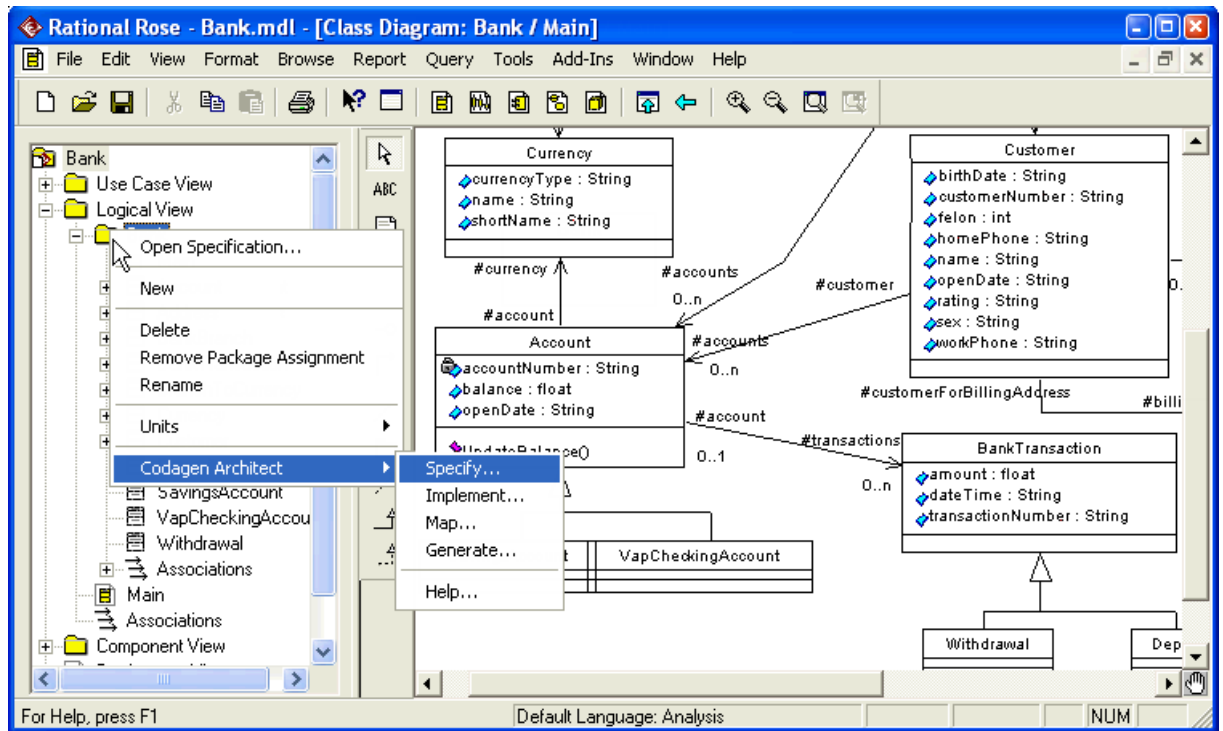 Rational Rose - Bank.mdl - [Class Diagram: Bank / Main]
File Edit View Format Browse Report Query Tools Add-Ins Window Help
ABC
Bank
Use Case View
Logical View
Open Specification...
New
Delete
Remove Package Assignment
Rename
Units
Codagen Architect
Specify...
Implement...
Map...
Generate...
Help...
SavingsAccount
VapCheckingAccou
Withdrawal
Associations
Main
Associations
Component View
Currency
currencyType : String
name : String
shortName : String
#currency
#accounts
0..n
#account
Account
accountNumber : String
balance : float
openDate : String
UpdateBalance()
#customer
#accounts
0..n
#account
0..1
#transactions
0..n
Customer
birthDate : String
customerNumber : String
felon : int
homePhone : String
name : String
openDate : String
rating : String
sex : String
workPhone : String
0.
#customerForBillingAddress
#billi
BankTransaction
amount : float
dateTime : String
transactionNumber : String
VapCheckingAccount
Withdrawal
Dep
For Help, press F1
Default Language: Analysis
NUM